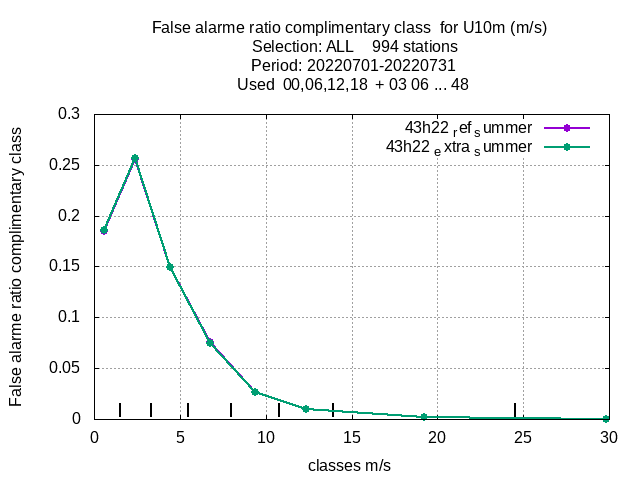 False alarme ratio complimentary class  for U10m (m/s)
Selection: ALL    994 stations
Period: 20220701-20220731
Used  00,06,12,18  + 03 06 ... 48
43h22 ref summer
43h22 extra summer
False alarme ratio complimentary class
0.3
0.25
0.2
0.15
0.1
0.05
0
0 5 10 15 20 25 30
classes m/s